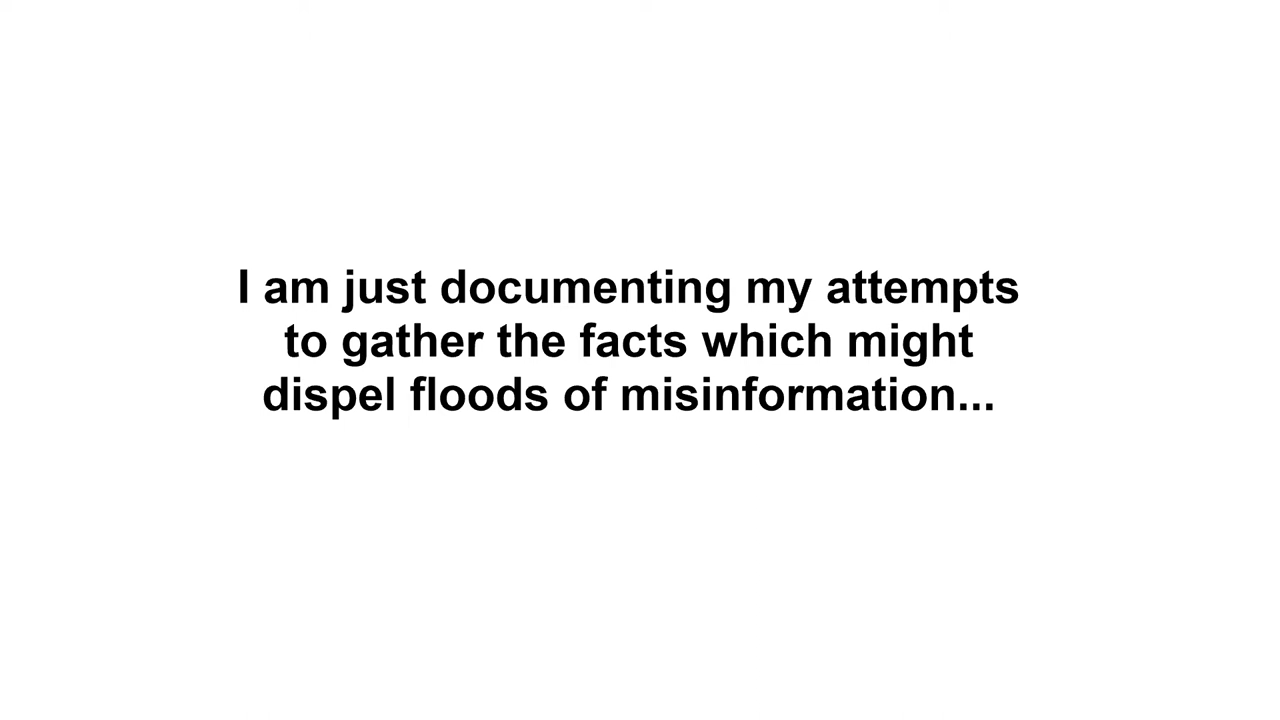 I am just documenting my attempts
to gather the facts which might
dispel floods of misinformation...